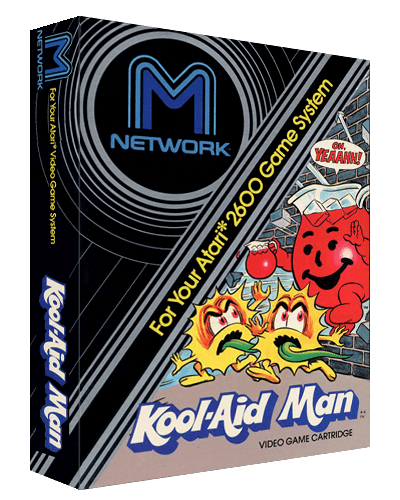 M
NETWORK
For Your Atari* Video Game System
Kool-Aid Man
M
NETWORK
For Your Atari* 2600 Game System
OH,
YEAAHH!
Kool-Aid Man
VIDEO GAME CARTRIDGE